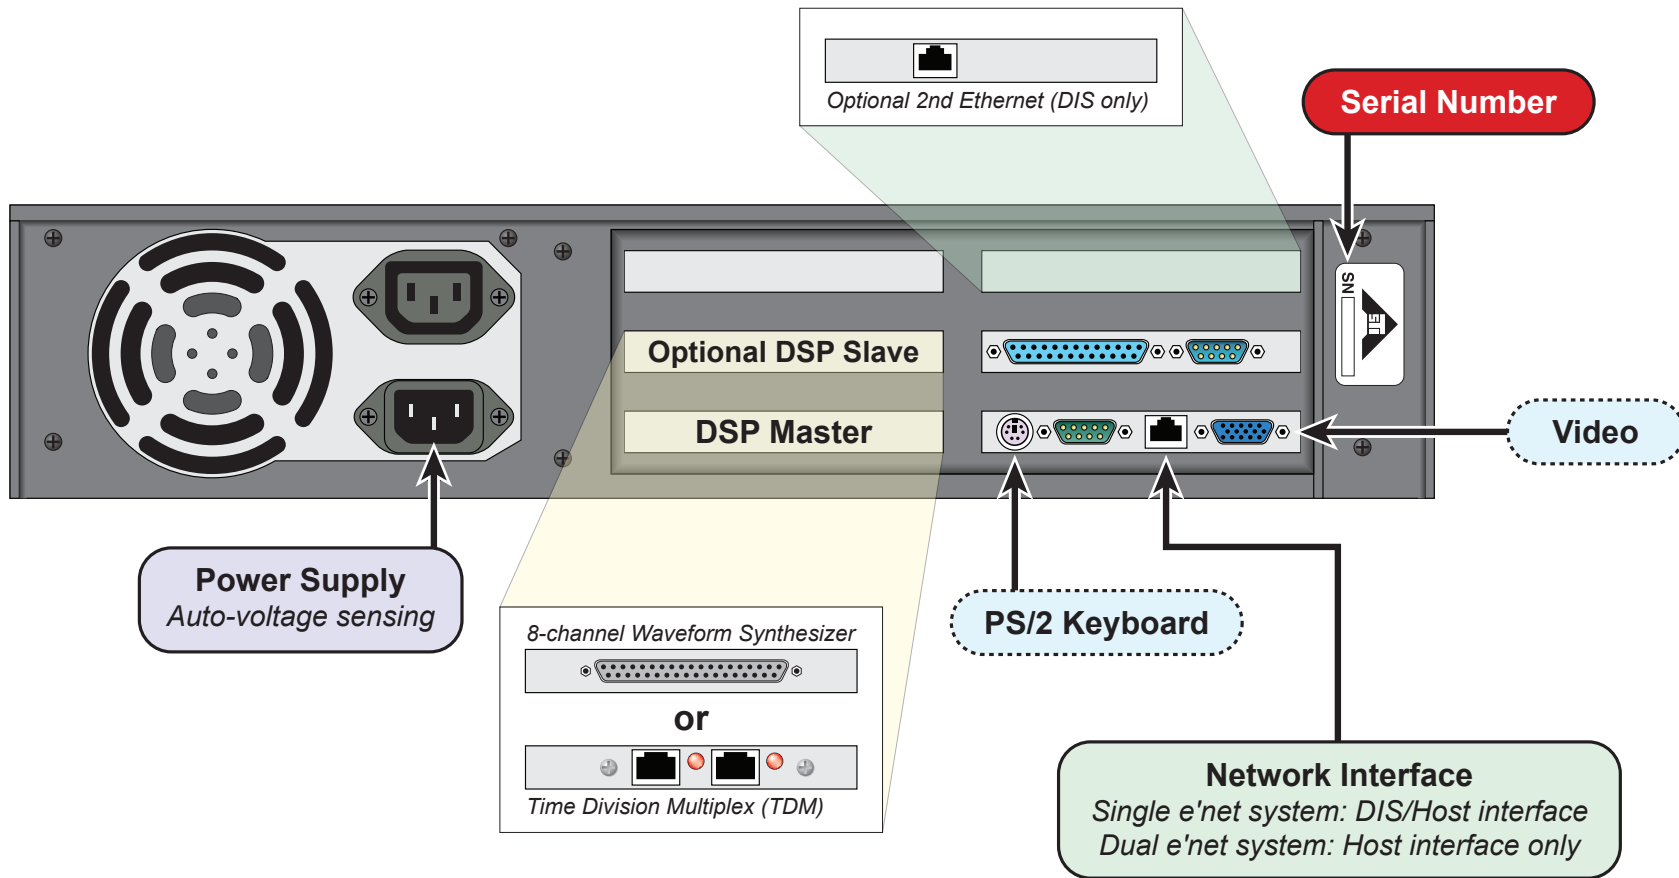 Optional 2nd Ethernet (DIS only)
Serial Number
SN
Optional DSP Slave
DSP Master
Video
Power Supply
Auto-voltage sensing
PS/2 Keyboard
8-channel Waveform Synthesizer
or
Time Division Multiplex (TDM)
Network Interface
Single e'net system: DIS/Host interface
Dual e'net system: Host interface only